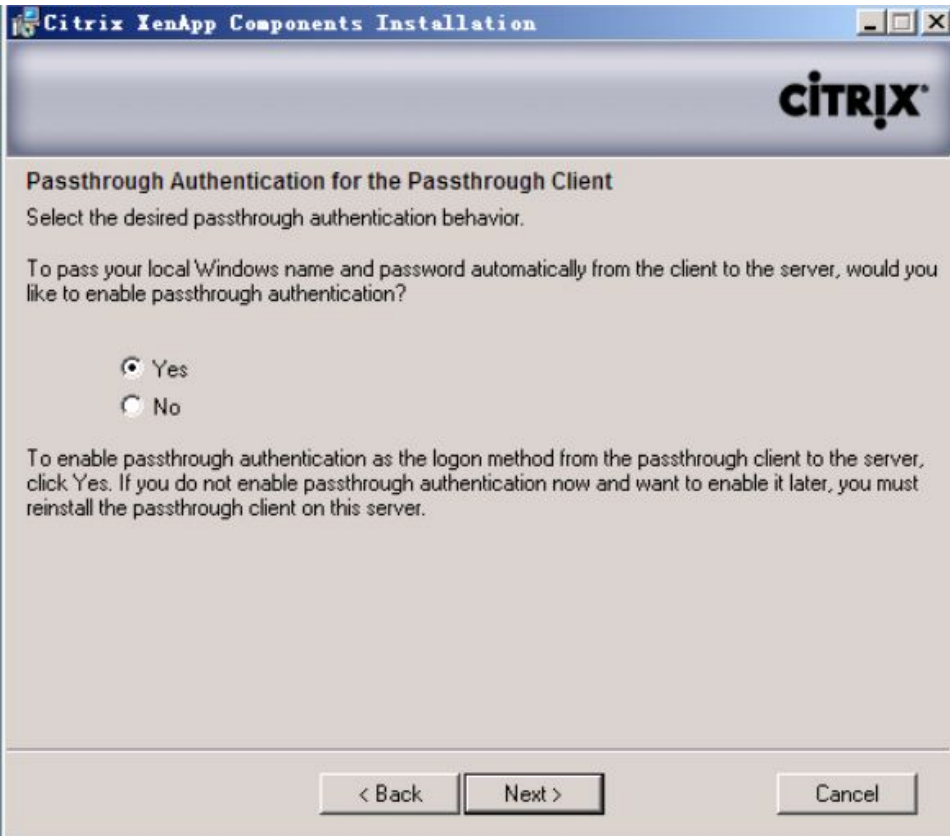 Citrix XenApp Components Installation
CİTRIX
Passthrough Authentication for the Passthrough Client
Select the desired passthrough authentication behavior.
To pass your local Windows name and password automatically from the client to the server, would you
like to enable passthrough authentication?
Yes
No
To enable passthrough authentication as the logon method from the passthrough client to the server,
click Yes. If you do not enable passthrough authentication now and want to enable it later, you must
reinstall the passthrough client on this server.
< Back Next > Cancel